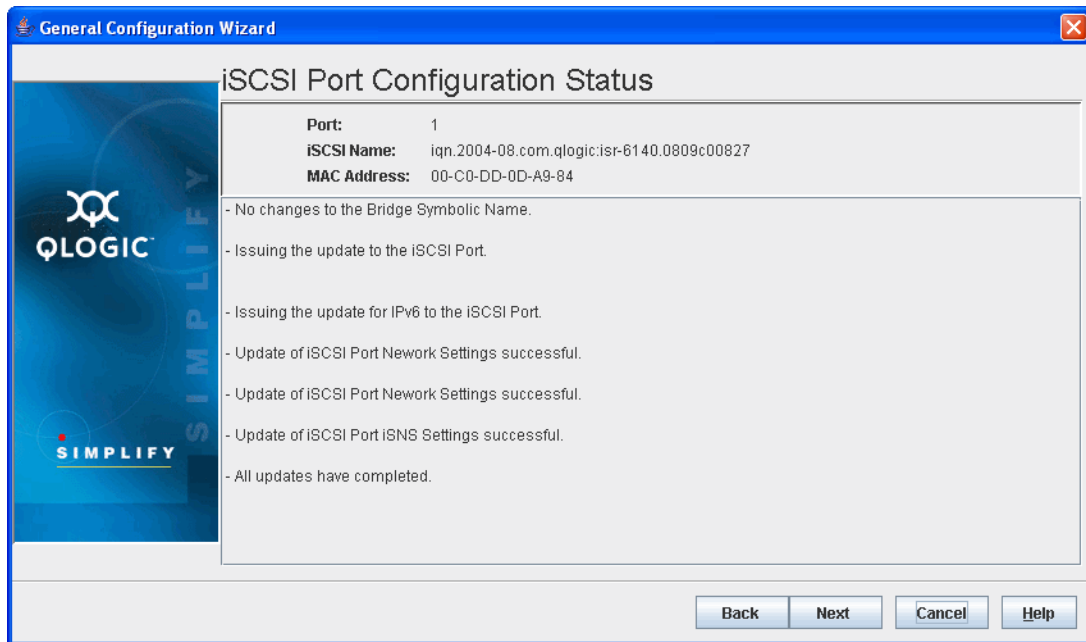 General Configuration Wizard
iSCSI Port Configuration Status
Port: 1
iSCSI Name: iqn.2004-08.com.qlogic:isr-6140.0809c00827
MAC Address: 00-C0-DD-0D-A9-84
QLOGIC
SIMPLIFY
SIMPLIFY
- No changes to the Bridge Symbolic Name.
- Issuing the update to the iSCSI Port.
- Issuing the update for IPv6 to the iSCSI Port.
- Update of iSCSI Port Nework Settings successful.
- Update of iSCSI Port Network Settings successful.
- Update of iSCSI Port iSNS Settings successful.
- All updates have completed.
Back Next Cancel Help